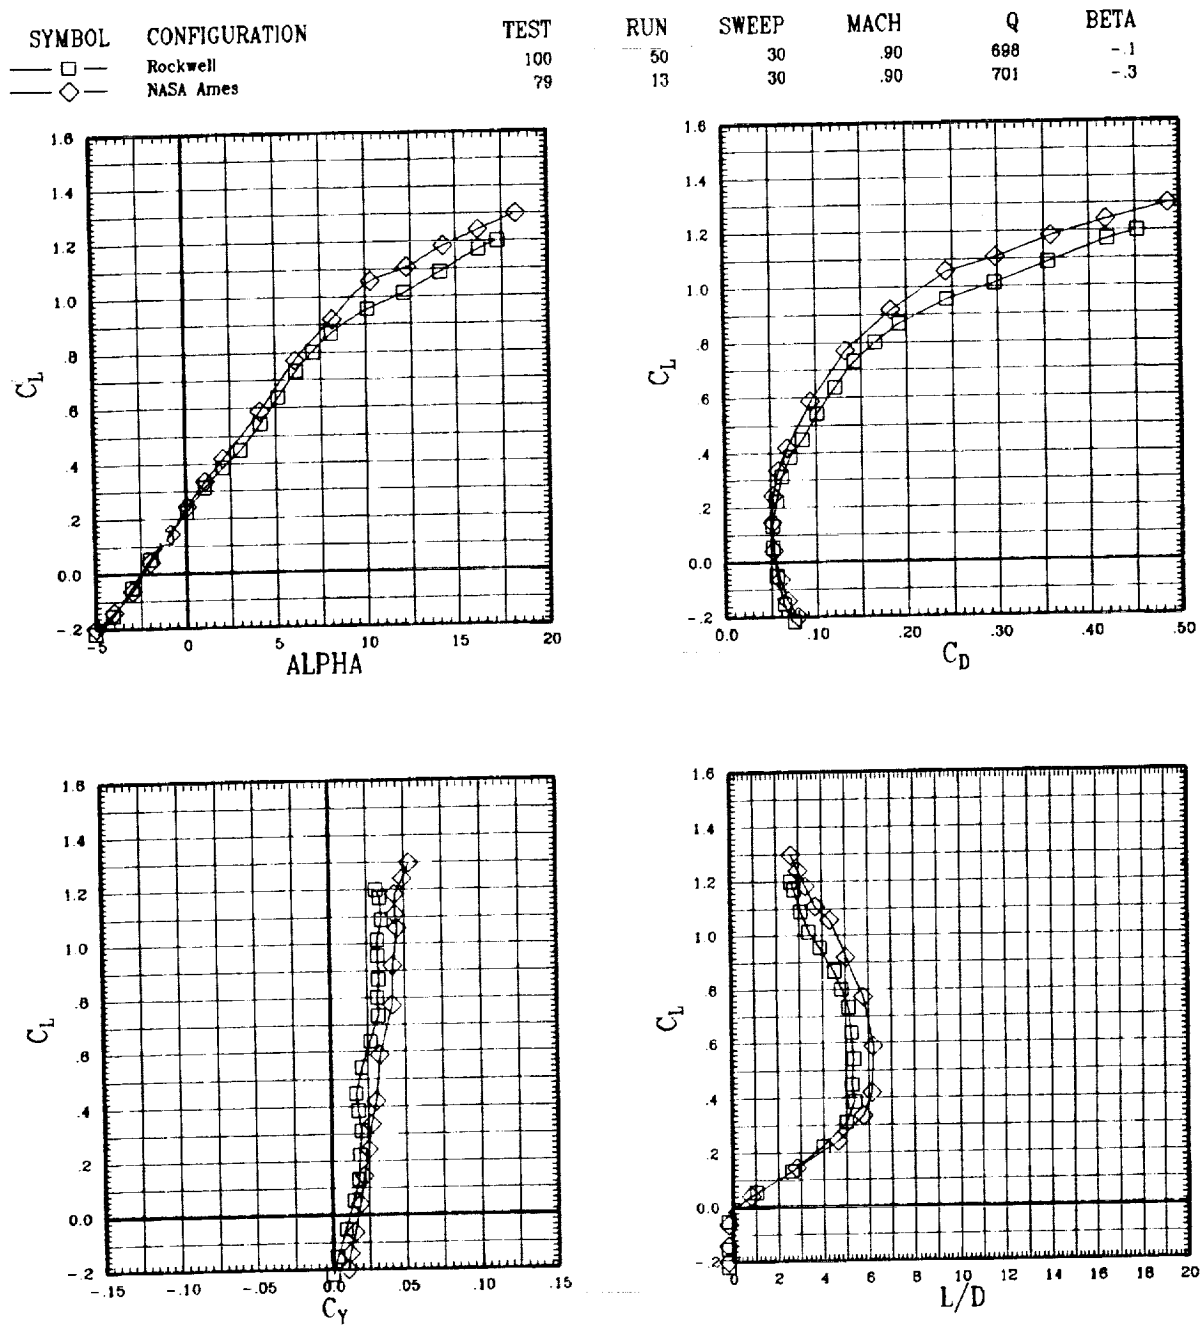 SYMBOL CONFIGURATION TEST RUN SWEEP MACH Q BETA
Rockwell 100 50 30 .90 698 -.1
NASA Ames 79 13 30 .90 701 -.3
1.6
1.4
1.2
1.0
.8
.6
.4
.2
0.0
-.2
C_L
-5 0 5 10 15 20
ALPHA
1.6
1.4
1.2
1.0
.8
.6
.4
.2
0.0
-.2
C_L
0.0 .10 .20 .30 .40 .50
C_D
1.6
1.4
1.2
1.0
.8
.6
.4
.2
0.0
-.2
C_L
-.15 -.10 -.05 0.0 .05 .10 .15
C_Y
1.6
1.4
1.2
1.0
.8
.6
.4
.2
0.0
-.2
C_L
0 2 4 6 8 10 12 14 16 18 20
L/D